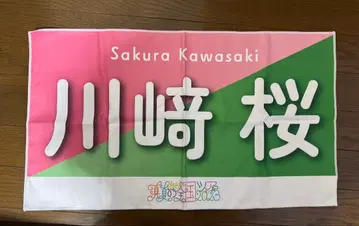 Sakura Kawasaki
川﨑 桜